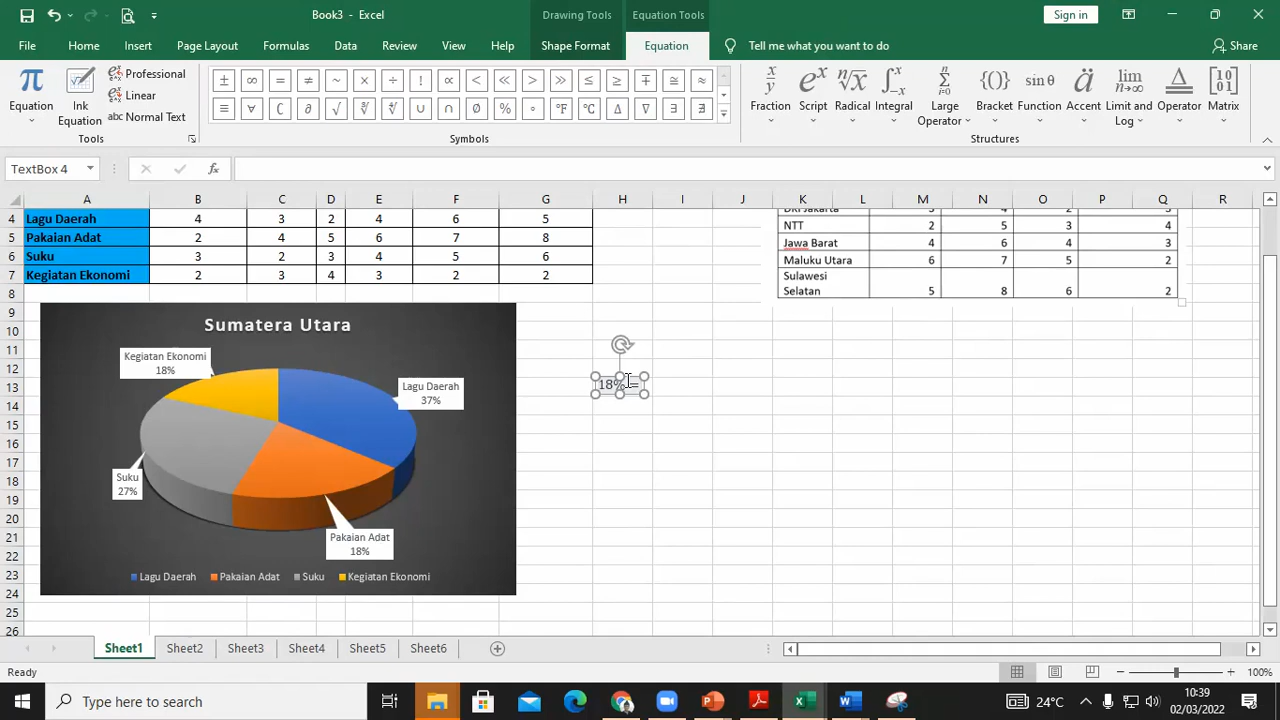 Book3 - Excel
Drawing Tools
Equation Tools
Sign in
File
Home
Insert
Page Layout
Formulas
Data
Review
View
Help
Shape Format
Equation
Tell me what you want to do
Share
Equation
Ink Equation
Professional
Linear
abc Normal Text
Tools
± ∞ = ≠ ~ × ÷ ! ∝ < ≪ > ≫ ≤ ≥ ∓ ≅ ≈
≡ ∀ ∁ ∂ √ ∛ ∜ ∪ ∩ ∅ % ° ℉ ℃ ∆ ∇ ∃ ∄
Symbols
Fraction
Script
Radical
Integral
Large Operator
Bracket
Function
Accent
Limit and Log
Operator
Matrix
Structures
TextBox 4
fx
A B C D E F G H I J K L M N O P Q R
4 Lagu Daerah 4 3 2 4 6 5
5 Pakaian Adat 2 4 5 6 7 8
6 Suku 3 2 3 4 5 6
7 Kegiatan Ekonomi 2 3 4 3 2 2
DKI Jakarta
NTT 2 5 3 4
Jawa Barat 4 6 4 3
Maluku Utara 6 7 5 2
Sulawesi
Selatan 5 8 6 2
8
9
10
11
12
13
14
15
16
17
18
19
20
21
22
23
24
25
26
Sumatera Utara
Kegiatan Ekonomi
18%
Lagu Daerah
37%
Suku
27%
Pakaian Adat
18%
Lagu Daerah
Pakaian Adat
Suku
Kegiatan Ekonomi
18% =
Sheet1
Sheet2
Sheet3
Sheet4
Sheet5
Sheet6
Ready
100%
Type here to search
24°C
10:39
02/03/2022